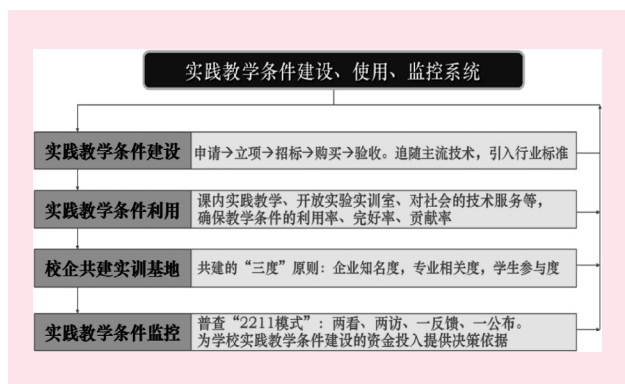 实践教学条件建设、使用、监控系统
实践教学条件建设
申请→立项→招标→购买→验收。追随主流技术，引入行业标准
实践教学条件利用
课内实践教学、开放实验实训室、对社会的技术服务等，
确保教学条件的利用率、完好率、贡献率
校企共建实训基地
共建的“三度”原则：企业知名度，专业相关度，学生参与度
实践教学条件监控
普查“2211模式”：两看、两访、一反馈、一公布。
为学校实践教学条件建设的资金投入提供决策依据